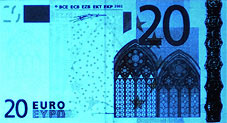 © BCE ECB EZB EKT EKP 2002
20
20 EURO
ΕΥΡΩ